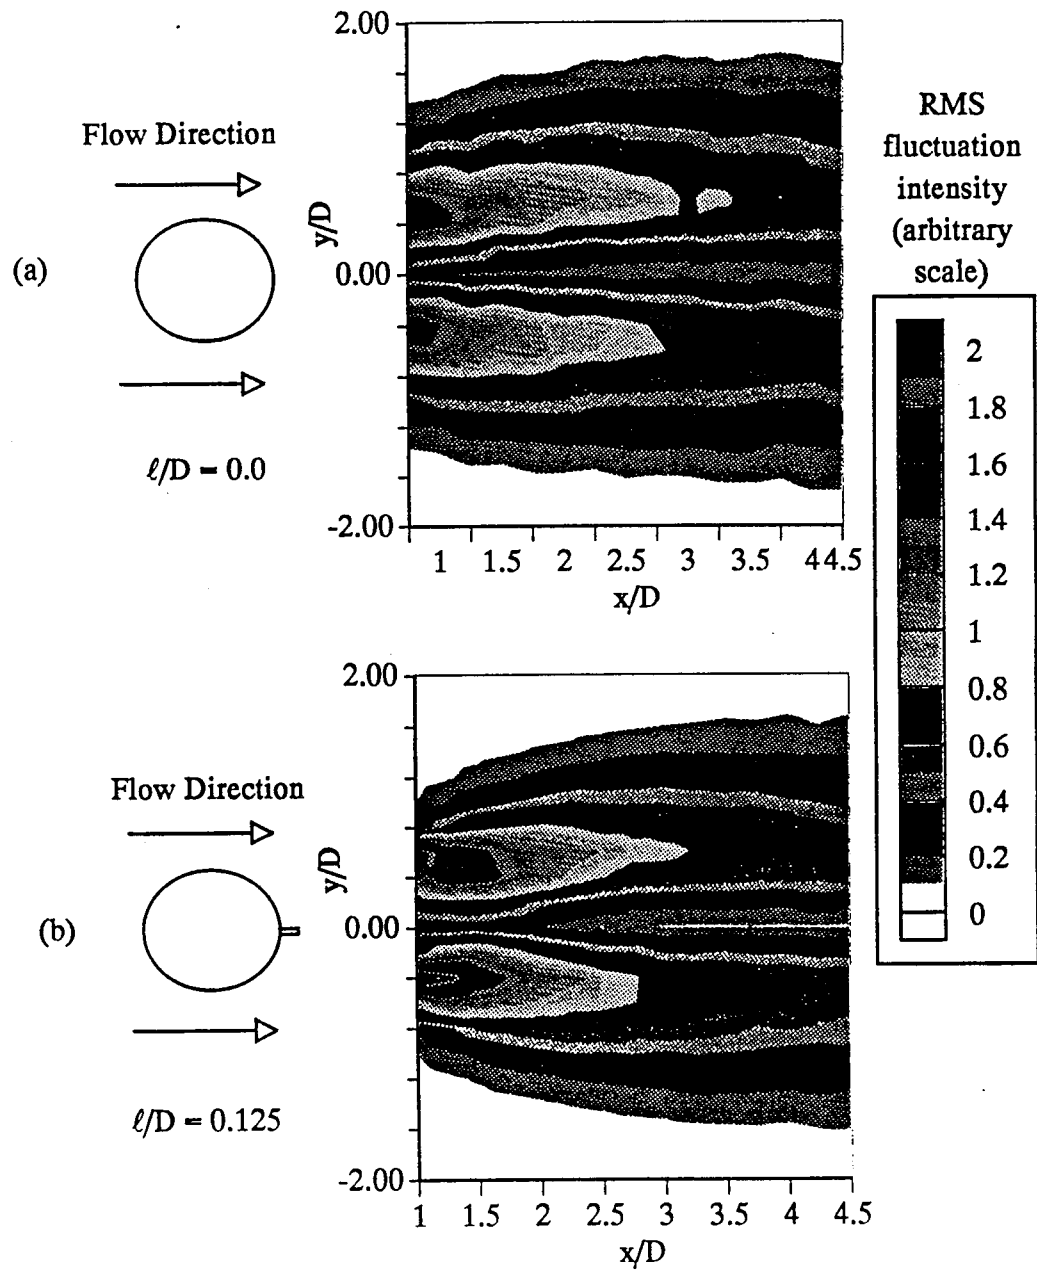 2.00
Flow Direction
y/D
(a)
0.00
ℓ/D = 0.0
-2.00
1 1.5 2 2.5 3 3.5 4 4.5
x/D
RMS
fluctuation
intensity
(arbitrary
scale)
2
1.8
1.6
1.4
1.2
1
0.8
0.6
0.4
0.2
0
2.00
Flow Direction
y/D
(b)
0.00
ℓ/D = 0.125
-2.00
1 1.5 2 2.5 3 3.5 4 4.5
x/D